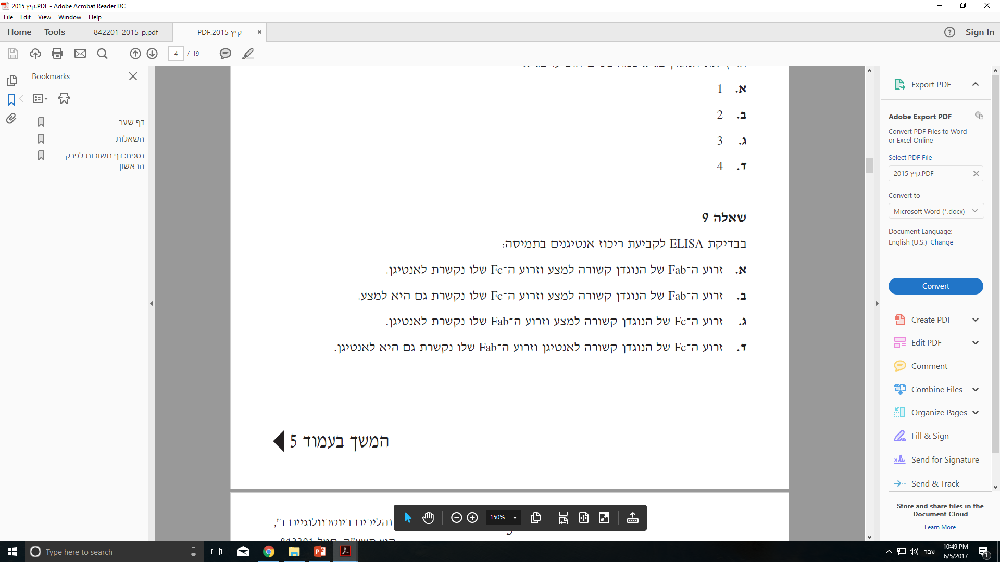 קיץ 2015.PDF - Adobe Acrobat Reader DC
File Edit View Window Help
Home Tools 842201-2015-p.pdf קיץ 2015.PDF Sign In
4 / 19
Bookmarks
דף שער
השאלות
נספח: דף תשובות לפרק
הראשון
א. 1
ב. 2
ג. 3
ד. 4
שאלה 9
בבדיקת ELISA לקביעת ריכוז אנטיגנים בתמיסה:
א. זרוע ה־Fab של הנוגדן קשורה למצע וזרוע ה־Fc שלו נקשרת לאנטיגן.
ב. זרוע ה־Fab של הנוגדן קשורה למצע וזרוע ה־Fc שלו נקשרת גם היא למצע.
ג. זרוע ה־Fc של הנוגדן קשורה למצע וזרוע ה־Fab שלו נקשרת לאנטיגן.
ד. זרוע ה־Fc של הנוגדן קשורה לאנטיגן וזרוע ה־Fab שלו נקשרת גם היא לאנטיגן.
המשך בעמוד 5
תהליכים ביוטכנולוגיים ב',
150%
Export PDF
Adobe Export PDF
Convert PDF Files to Word
or Excel Online
Select PDF File
קיץ 2015.PDF
Convert to
Microsoft Word (*.docx)
Document Language:
English (U.S.) Change
Convert
Create PDF
Edit PDF
Comment
Combine Files
Organize Pages
Fill & Sign
Send for Signature
Send & Track
Store and share files in the
Document Cloud
Learn More
Type here to search
עבר
10:49 PM
6/5/2017
1